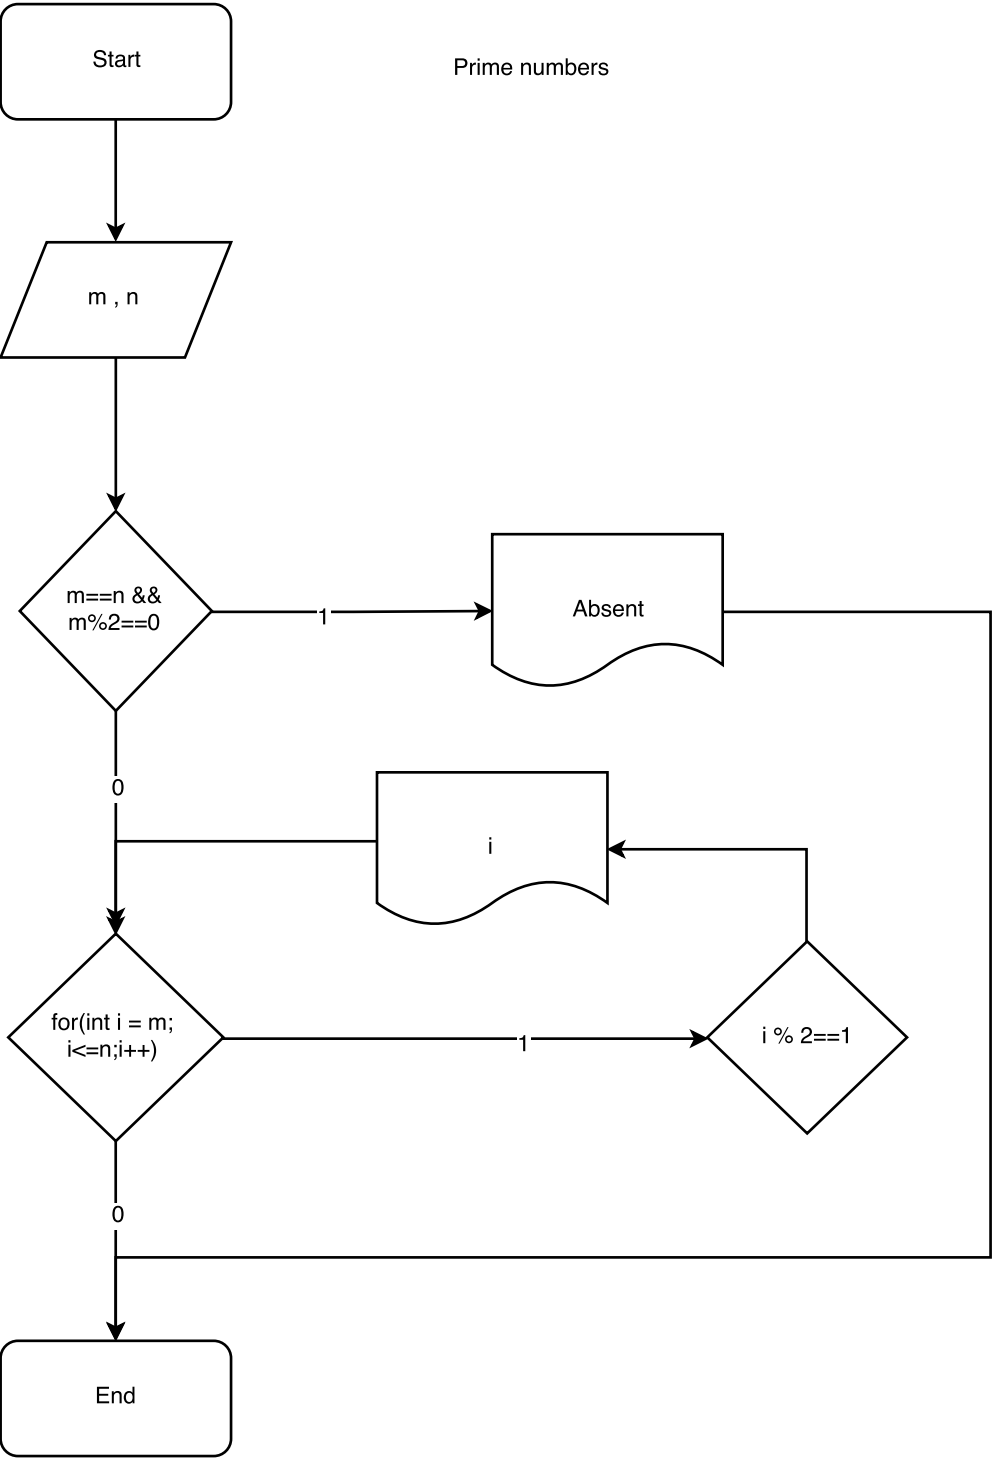 Start
Prime numbers
m , n
m==n &&
m%2==0
1
Absent
0
i
for(int i = m;
i<=n;i++)
1
i % 2==1
0
End